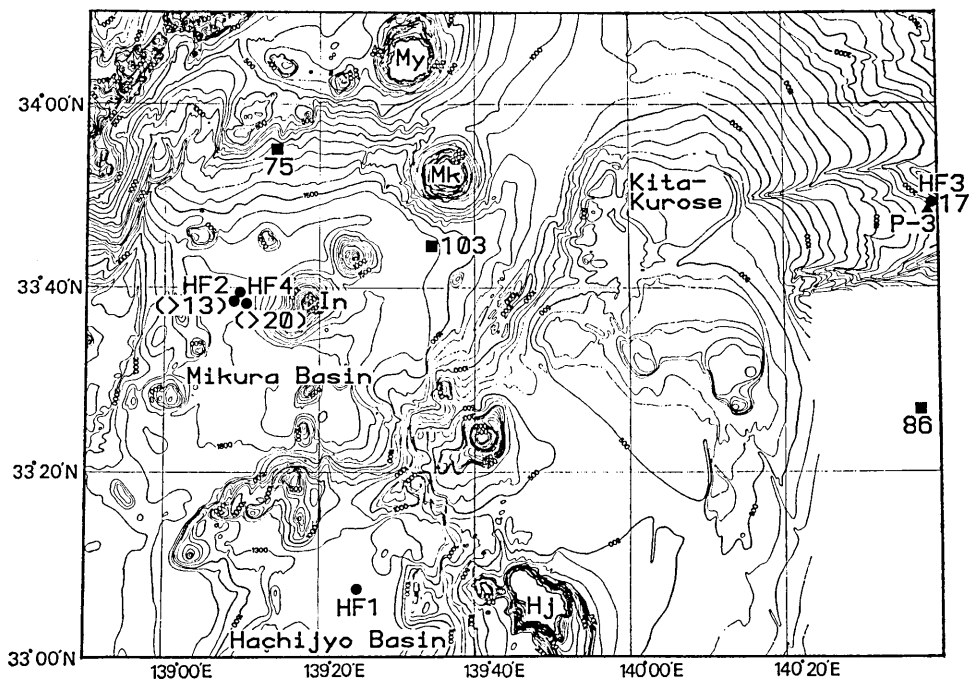 My
34°00'N
75
Mk
Kita-
Kurose
HF3
17
P-3
103
33°40'N
HF2
HF4
(>13)
(>20)
In
Mikura Basin
1800
86
33°20'N
1300
HF1
Hj
Hachijyo Basin
33°00'N
139°00'E
139°20'E
139°40'E
140°00'E
140°20'E